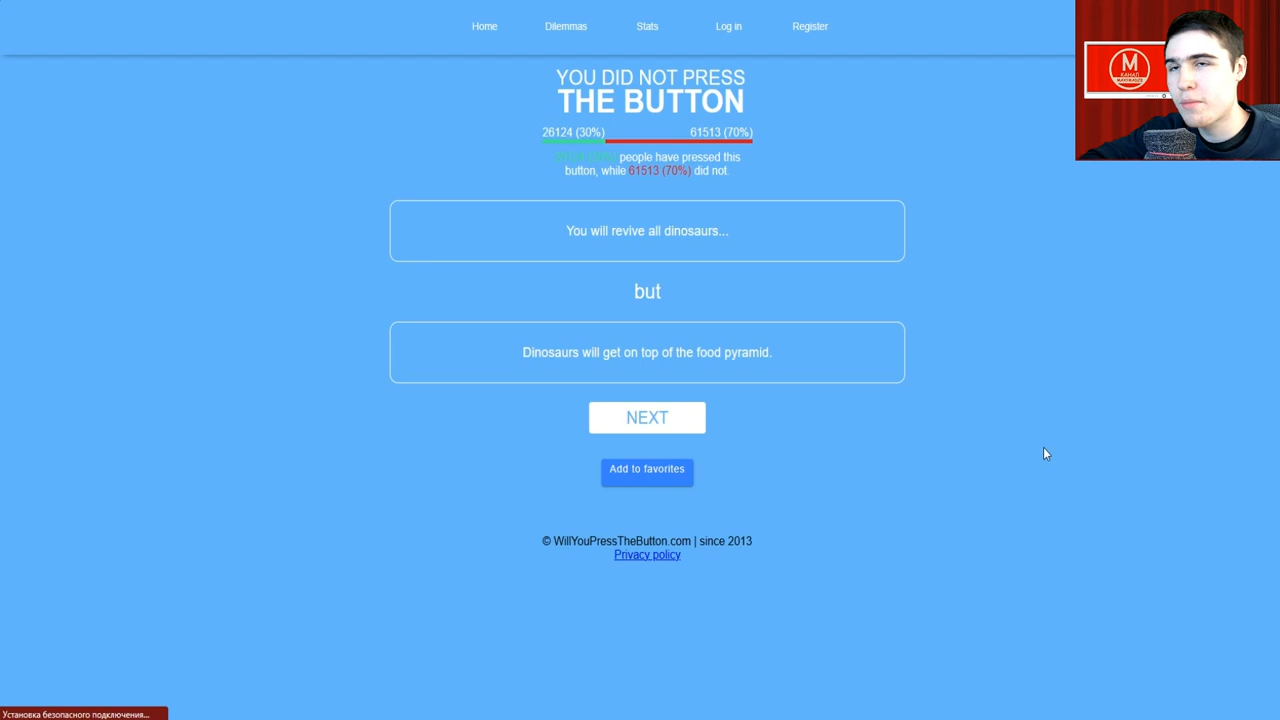 Home Dilemmas Stats Log in Register
YOU DID NOT PRESS
THE BUTTON
26124 (30%) 61513 (70%)
people have pressed this
button, while 61513 (70%) did not.
You will revive all dinosaurs...
but
Dinosaurs will get on top of the food pyramid.
NEXT
Add to favorites
© WillYouPressTheButton.com | since 2013
Privacy policy
M
КАНАЛ
Установка безопасного подключения...